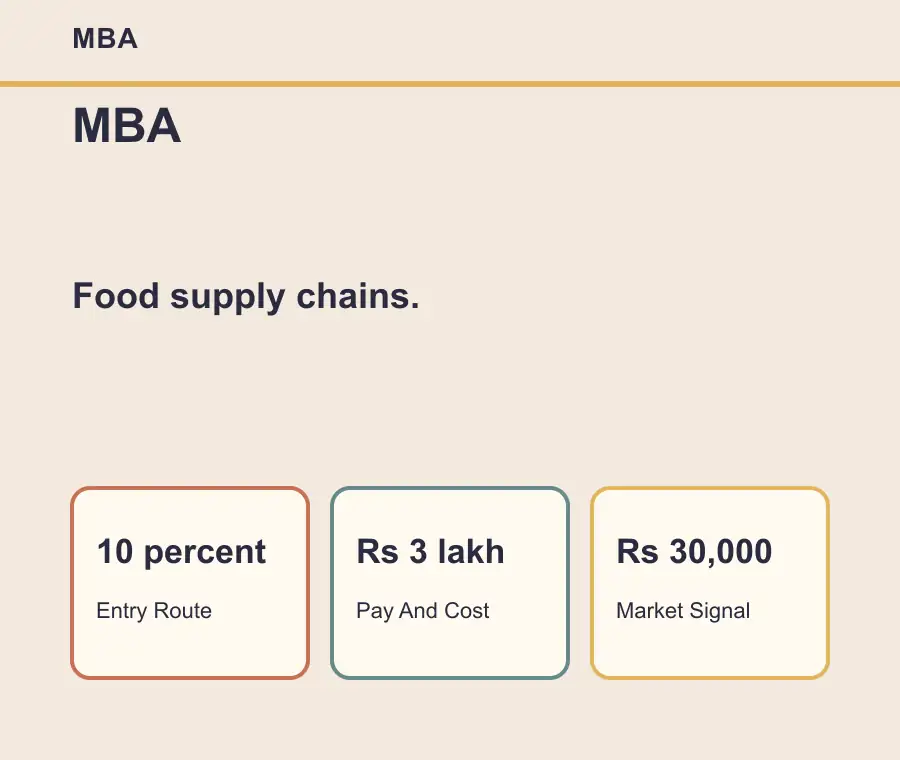 MBA
MBA
Food supply chains.
10 percent
Entry Route
Rs 3 lakh
Pay And Cost
Rs 30,000
Market Signal